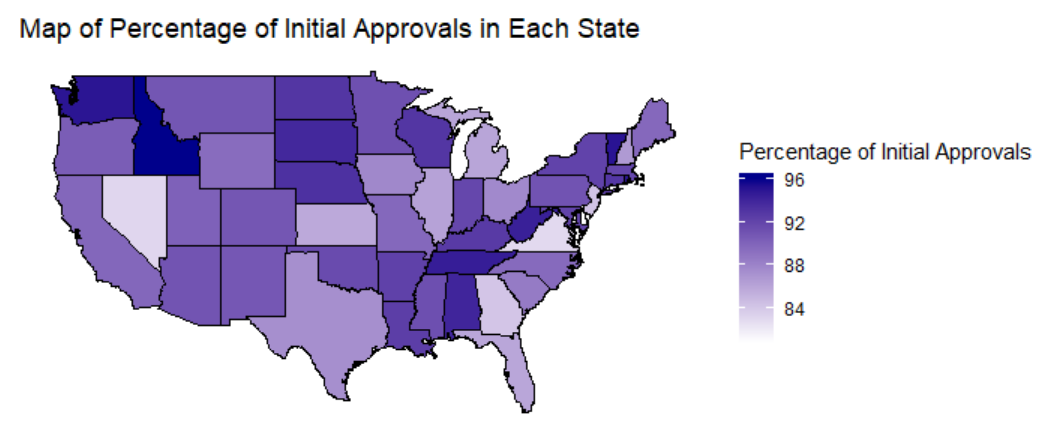 Map of Percentage of Initial Approvals in Each State
Percentage of Initial Approvals
96
92
88
84